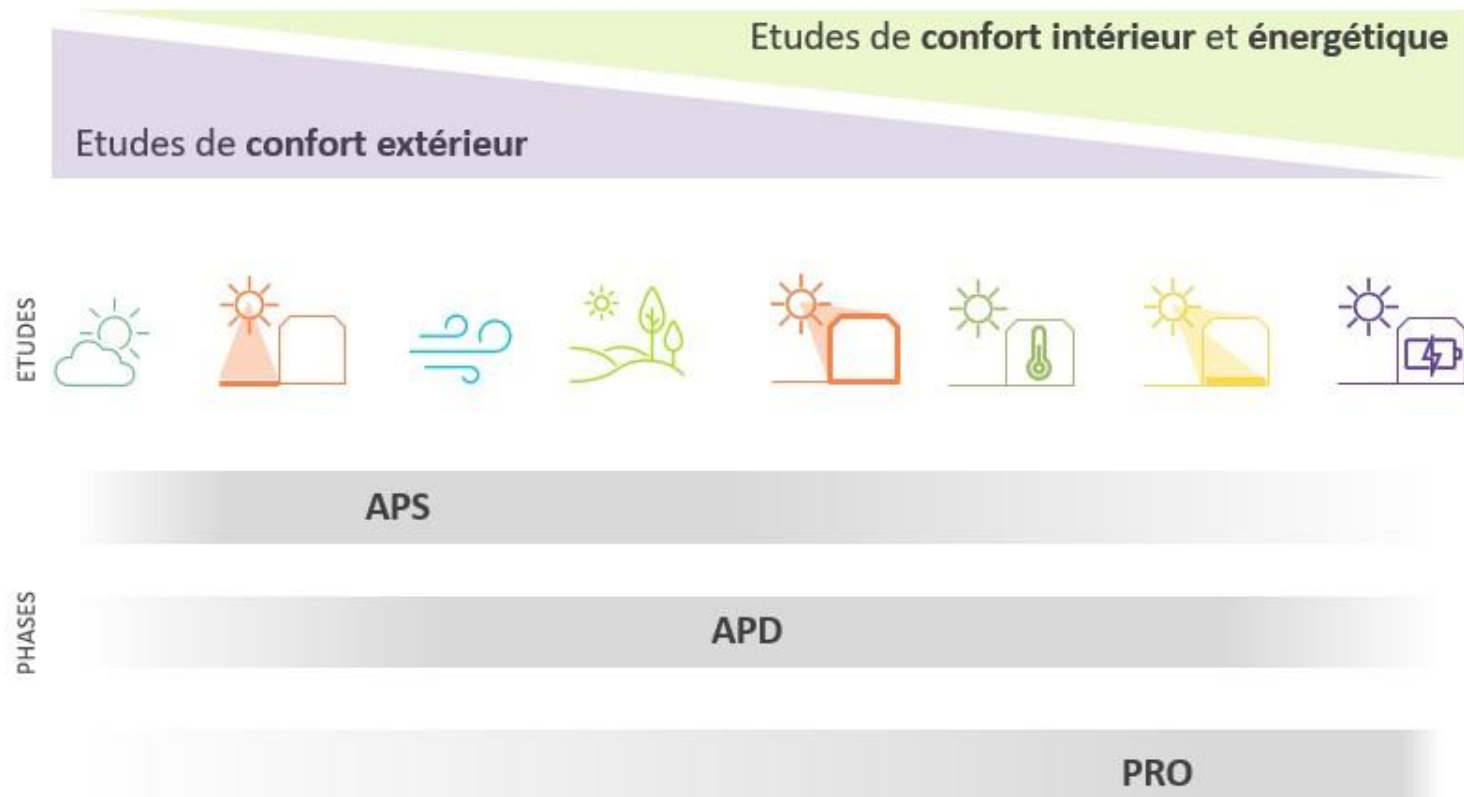 Etudes de confort intérieur et énergétique
Etudes de confort extérieur
ETUDES
APS
PHASES
APD
PRO